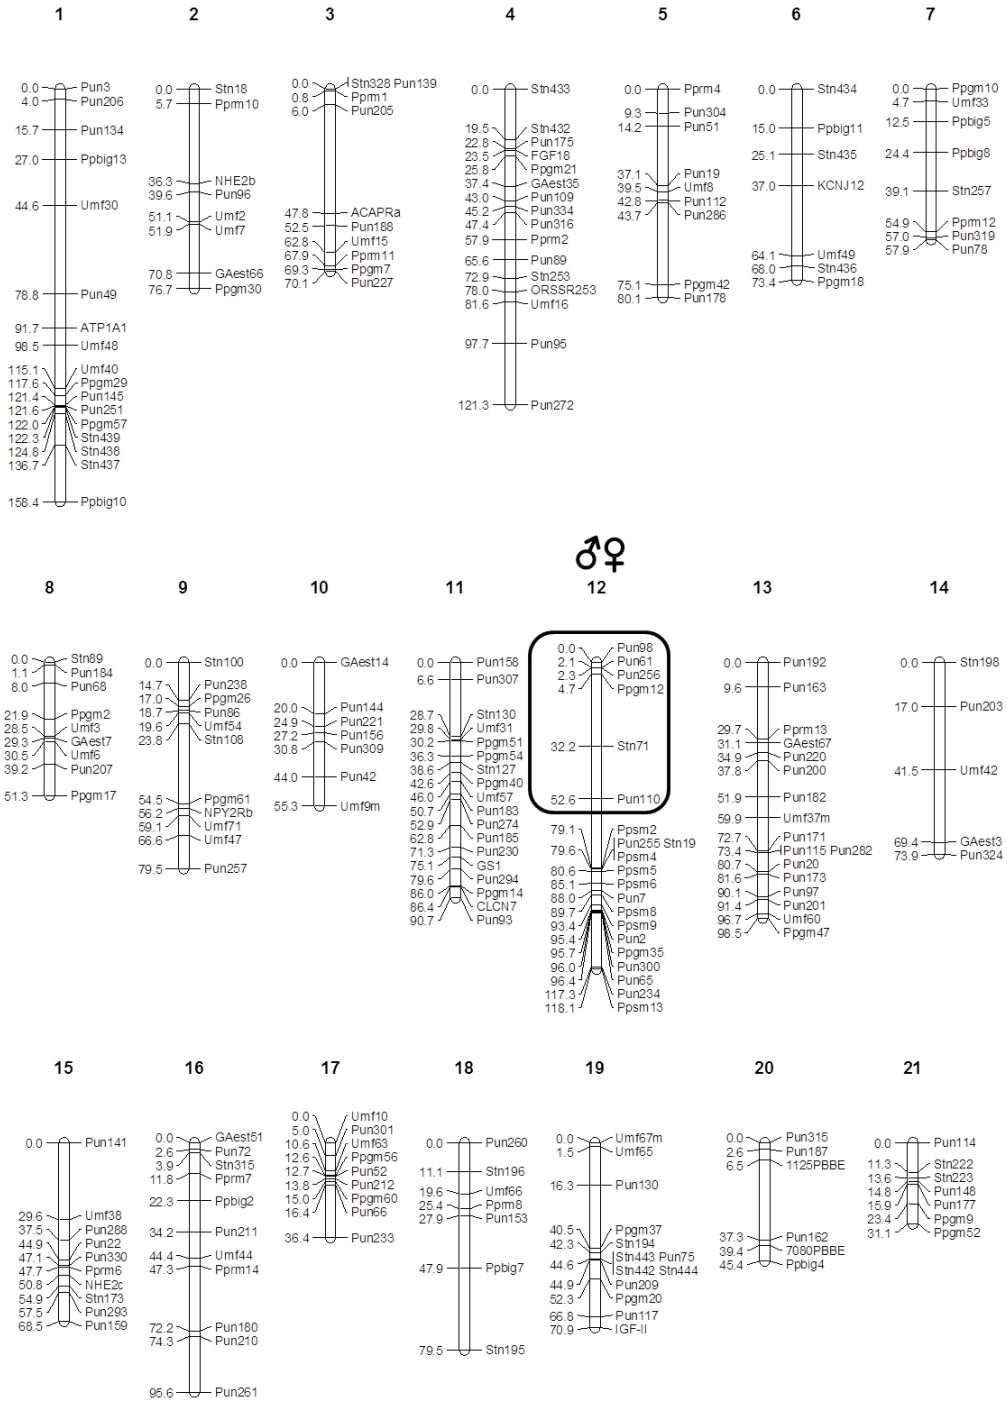 1 2 3 4 5 6 7
0.0 Pun3
4.0 Pun206
15.7 Pun134
27.0 Ppbig13
44.6 Umf30
78.8 Pun49
91.7 ATP1A1
98.5 Umf48
115.1 Umf40
117.6 Ppgm29
121.4 Pun145
121.6 Pun251
122.0 Ppgm57
122.3 Stn439
124.8 Stn438
136.7 Stn437
158.4 Ppbig10
0.0 Stn18
5.7 Pprm10
36.3 NHE2b
39.6 Pun96
51.1 Umf2
51.9 Umf7
70.8 GAest66
76.7 Ppgm30
0.0 Stn328 Pun139
0.8 Pprm1
6.0 Pun205
47.8 ACAPRa
52.5 Pun188
62.8 Umf15
67.9 Pprm11
69.3 Ppgm7
70.1 Pun227
0.0 Stn433
19.5 Stn432
22.8 Pun175
23.5 FGF18
25.8 Ppgm21
37.4 GAest35
43.0 Pun109
45.2 Pun334
47.4 Pun316
57.9 Pprm2
65.6 Pun89
72.9 Stn253
78.0 ORSSR253
81.6 Umf16
97.7 Pun95
121.3 Pun272
0.0 Pprm4
9.3 Pun304
14.2 Pun51
37.1 Pun19
39.5 Umf8
42.8 Pun112
43.7 Pun286
75.1 Ppgm42
80.1 Pun178
0.0 Stn434
15.0 Ppbig11
25.1 Stn435
37.0 KCNJ12
64.1 Umf49
68.0 Stn436
73.4 Ppgm18
0.0 Ppgm10
4.7 Umf33
12.5 Ppbig5
24.4 Ppbig8
39.1 Stn257
54.9 Pprm12
57.0 Pun319
57.9 Pun78
♂♀
8 9 10 11 12 13 14
0.0 Stn89
1.1 Pun184
8.0 Pun68
21.9 Ppgm2
28.5 Umf3
29.3 GAest7
30.5 Umf6
39.2 Pun207
51.3 Ppgm17
0.0 Stn100
14.7 Pun238
17.0 Ppgm26
18.7 Pun86
19.6 Umf54
23.8 Stn108
54.5 Ppgm61
56.2 NPY2Rb
59.1 Umf71
66.6 Umf47
79.5 Pun257
0.0 GAest14
20.0 Pun144
24.9 Pun221
27.2 Pun156
30.8 Pun309
44.0 Pun42
55.3 Umf9m
0.0 Pun158
6.6 Pun307
28.7 Stn130
29.8 Umf31
30.2 Ppgm51
36.3 Ppgm54
38.6 Stn127
42.6 Ppgm40
46.0 Umf57
50.7 Pun183
52.9 Pun274
62.8 Pun185
71.3 Pun230
75.1 GS1
79.6 Pun294
86.0 Ppgm14
86.4 CLCN7
90.7 Pun93
0.0 Pun98
2.1 Pun61
2.3 Pun256
4.7 Ppgm12
32.2 Stn71
52.6 Pun110
79.1 Ppsm2
79.6 Pun255 Stn19
Ppsm4
80.6 Ppsm5
85.1 Ppsm6
88.0 Pun7
89.7 Ppsm8
93.4 Ppsm9
95.4 Pun2
95.7 Ppgm35
96.0 Pun300
96.4 Pun65
117.3 Pun234
118.1 Ppsm13
0.0 Pun192
9.6 Pun163
29.7 Pprm13
31.1 GAest67
34.9 Pun220
37.8 Pun200
51.9 Pun182
59.9 Umf37m
72.7 Pun171
73.4 Pun115 Pun282
80.7 Pun20
81.6 Pun173
90.1 Pun97
91.4 Pun201
96.7 Umf60
98.5 Ppgm47
0.0 Stn198
17.0 Pun203
41.5 Umf42
69.4 GAest3
73.9 Pun324
15 16 17 18 19 20 21
0.0 Pun141
29.6 Umf38
37.5 Pun288
44.9 Pun22
47.1 Pun330
47.7 Pprm6
50.8 NHE2c
54.9 Stn173
57.5 Pun293
68.5 Pun159
0.0 GAest51
2.6 Pun72
3.9 Stn315
11.8 Pprm7
22.3 Ppbig2
34.2 Pun211
44.4 Umf44
47.3 Pprm14
72.2 Pun180
74.3 Pun210
95.6 Pun261
0.0 Umf10
5.0 Pun301
10.6 Umf63
12.6 Ppgm56
12.7 Pun52
13.8 Pun212
15.0 Ppgm60
16.4 Pun66
36.4 Pun233
0.0 Pun260
11.1 Stn196
19.6 Umf66
25.4 Pprm8
27.9 Pun153
47.9 Ppbig7
79.5 Stn195
0.0 Umf67m
1.5 Umf65
16.3 Pun130
40.5 Ppgm37
42.3 Stn194
44.6 Stn443 Pun75
Stn442 Stn444
44.9 Pun209
52.3 Ppgm20
66.8 Pun117
70.9 IGF-II
0.0 Pun315
2.6 Pun187
6.5 1125PBBE
37.3 Pun162
39.4 7080PBBE
45.4 Ppbig4
0.0 Pun114
11.3 Stn222
13.6 Stn223
14.8 Pun148
15.9 Pun177
23.4 Ppgm9
31.1 Ppgm52